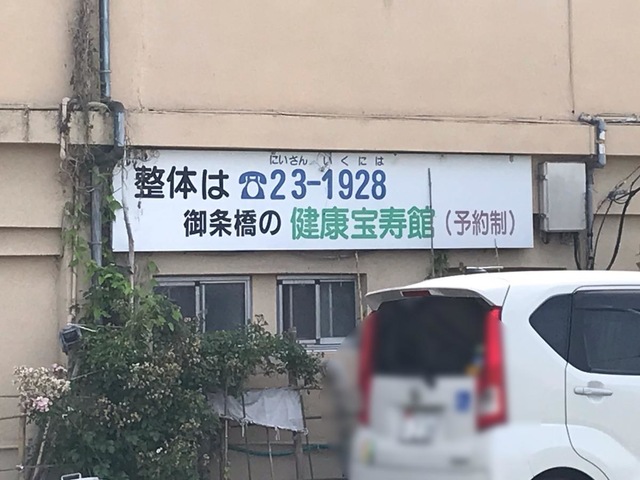 にいさん いくには
整体は☎23-1928
御条橋の 健康宝寿館(予約制)